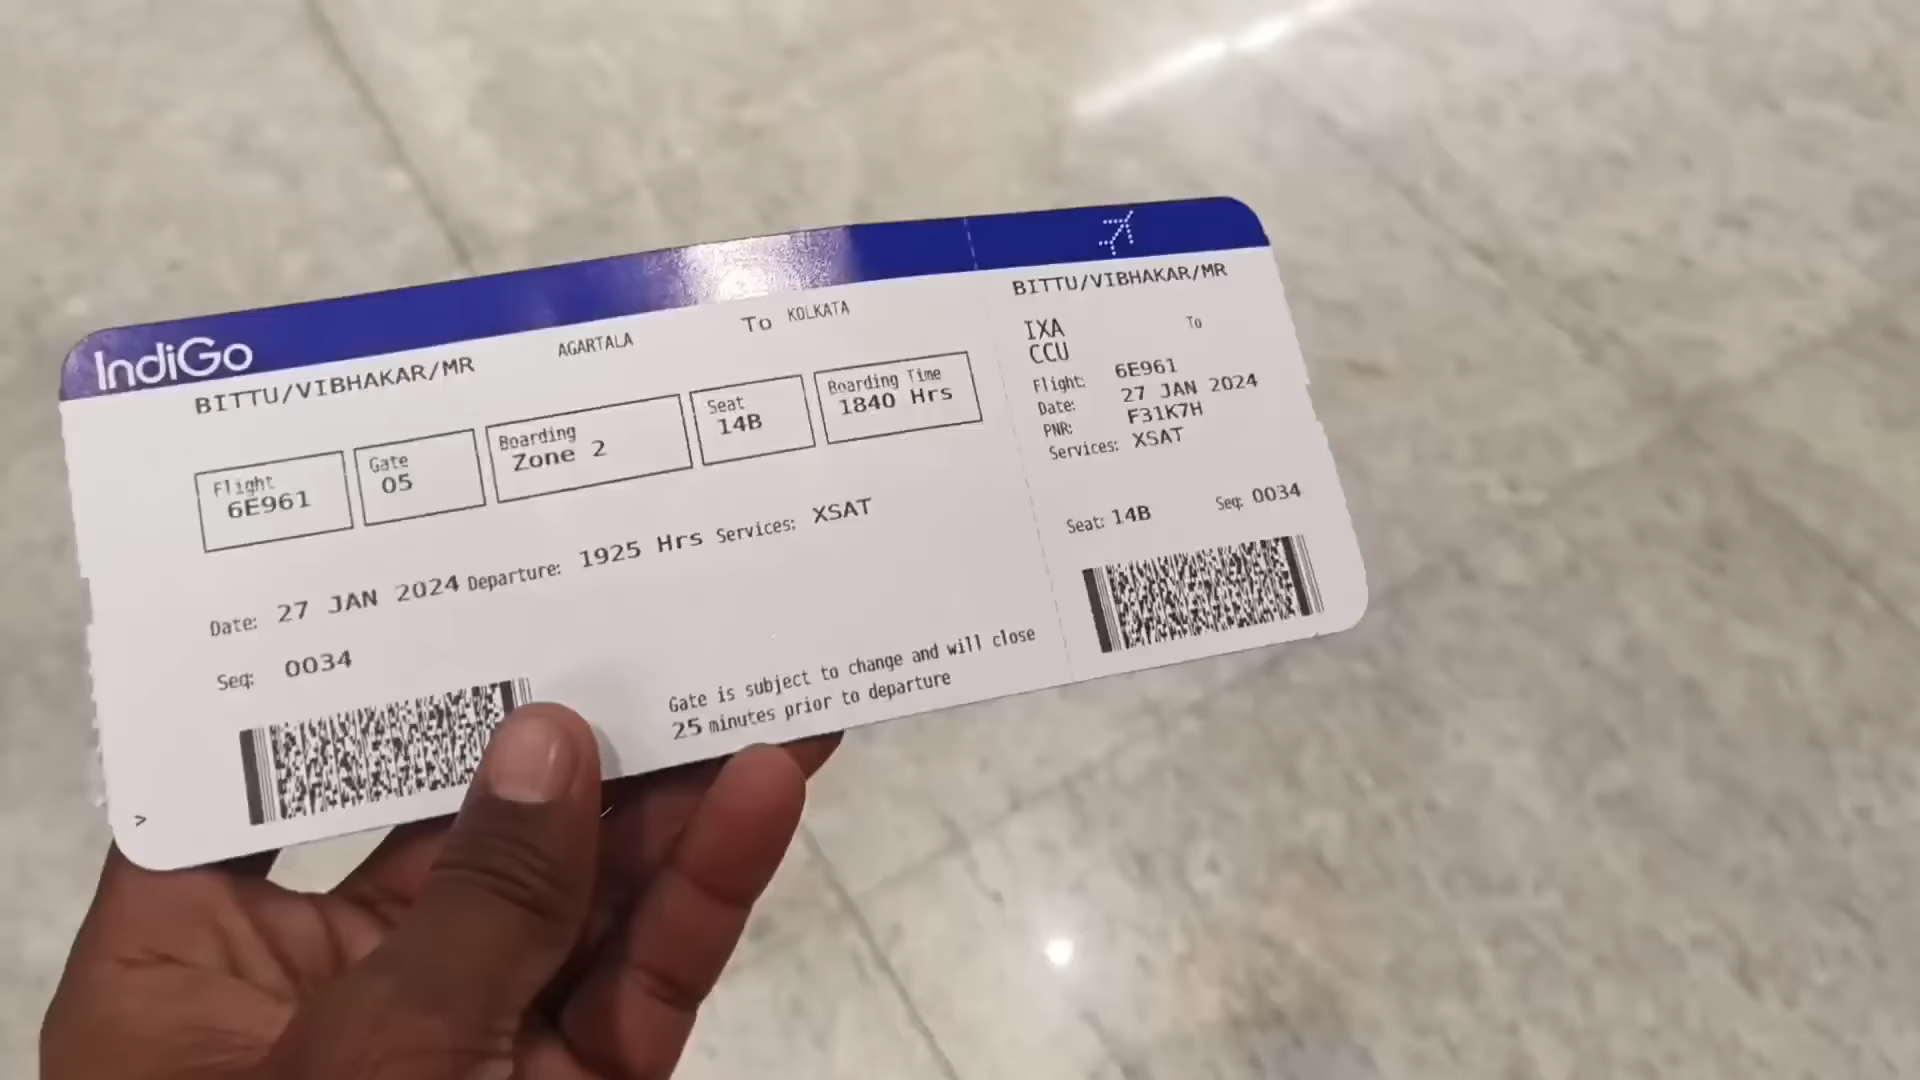 IndiGo
BITTU/VIBHAKAR/MR
AGARTALA To KOLKATA
Flight
6E961
Gate
05
Boarding
Zone 2
Seat
14B
Boarding Time
1840 Hrs
Date: 27 JAN 2024 Departure: 1925 Hrs Services: XSAT
Seq: 0034
Gate is subject to change and will close
25 minutes prior to departure
>
BITTU/VIBHAKAR/MR
IXA To
CCU
Flight: 6E961
Date: 27 JAN 2024
PNR: F31K7H
Services: XSAT
Seat: 14B Seq: 0034